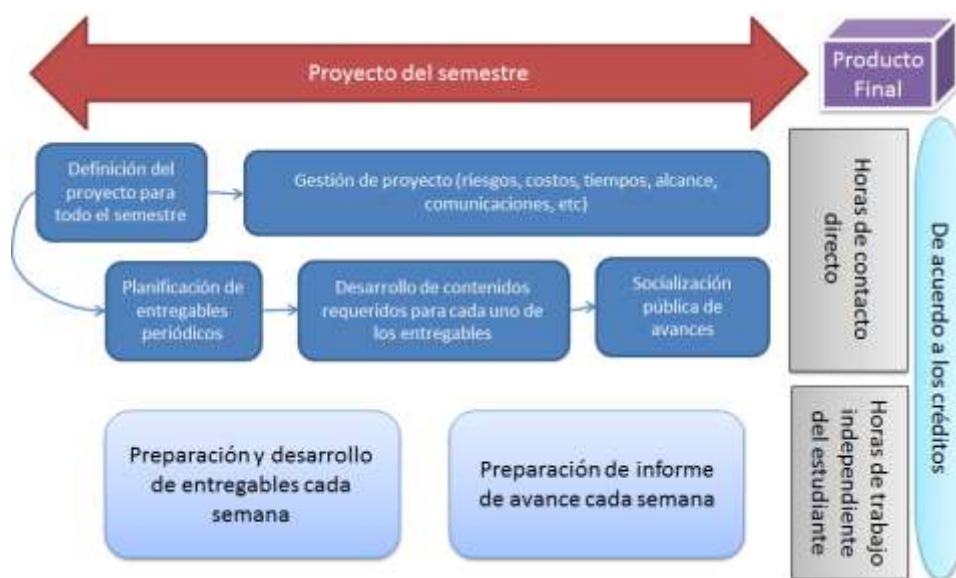 Proyecto del semestre
Producto
Final
Definición del
proyecto para
todo el semestre
Gestión de proyecto (riesgos, costos, tiempos, alcance,
comunicaciones, etc)
Planificación de
entregables
periódicos
Desarrollo de contenidos
requeridos para cada uno de
los entregables
Socialización
pública de
avances
Horas de contacto
directo
De acuerdo a los créditos
Preparación y desarrollo
de entregables cada
semana
Preparación de informe
de avance cada semana
Horas de trabajo
independiente
del estudiante